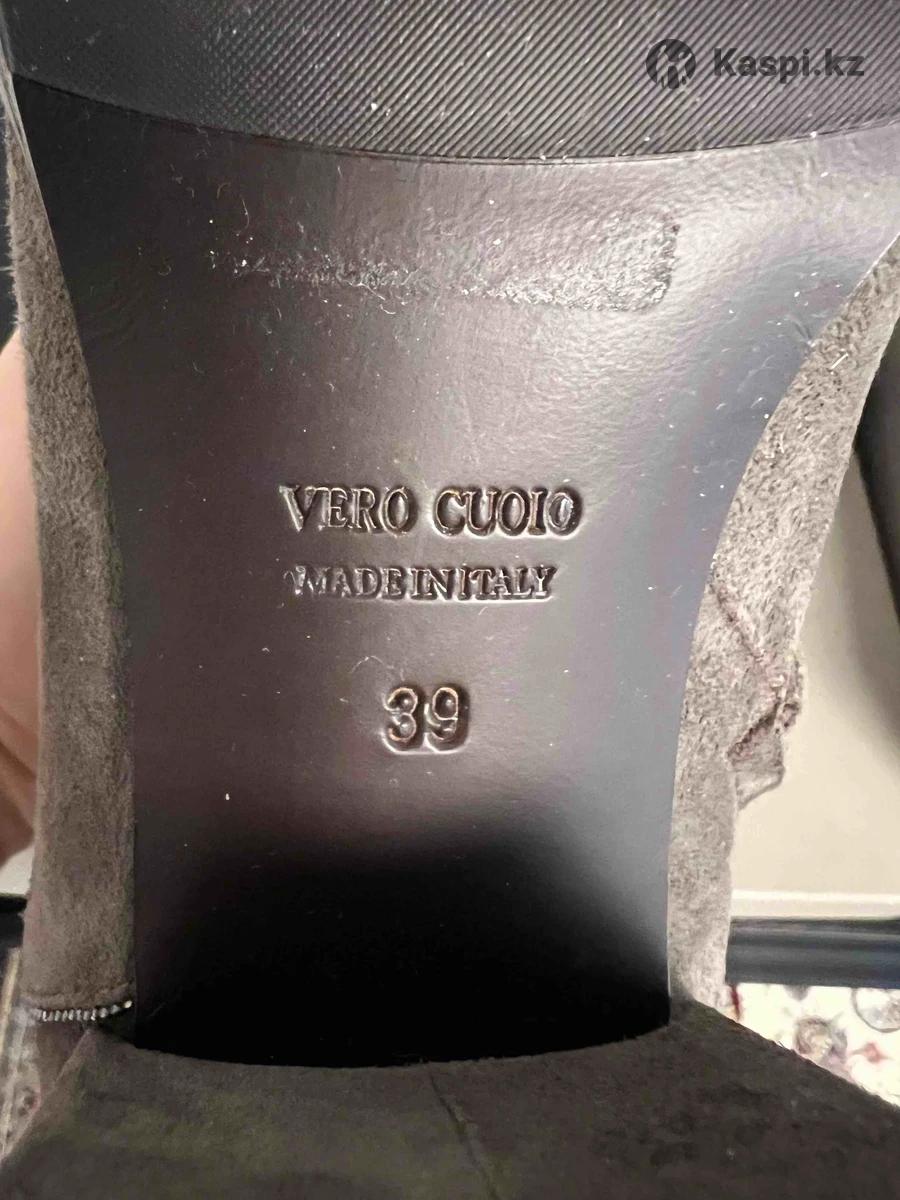 Kaspi.kz
VERO CUOIO
MADE IN ITALY
39